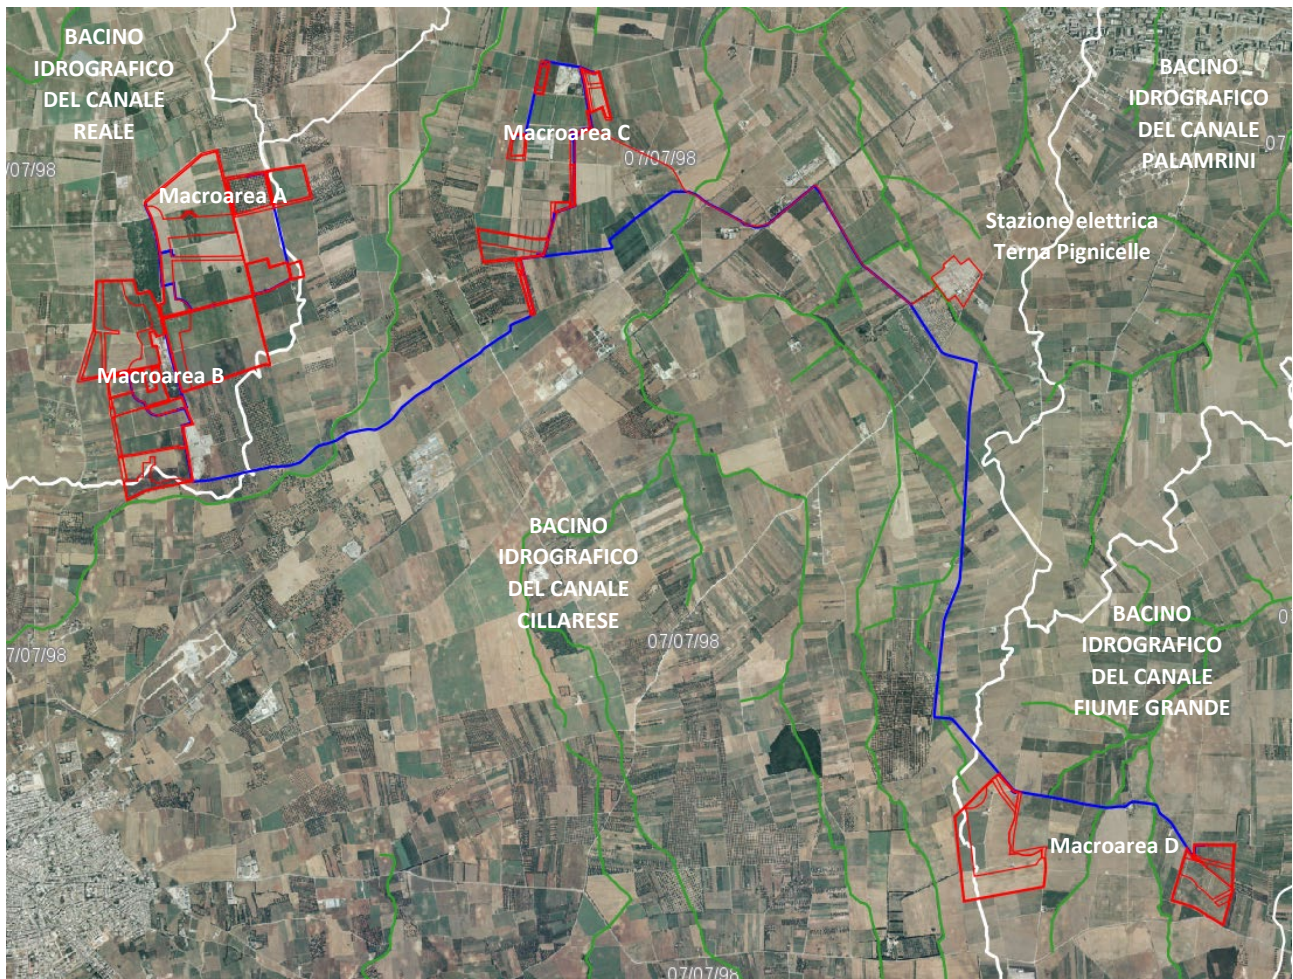 BACINO
IDROGRAFICO
DEL CANALE
REALE
BACINO
IDROGRAFICO
DEL CANALE
PALAMRINI
Macroarea C
07/07/98
07
/07/98
Macroarea A
Stazione elettrica
Terna Pignicelle
Macroarea B
BACINO
IDROGRAFICO
DEL CANALE
CILLARESE
BACINO
IDROGRAFICO
DEL CANALE
FIUME GRANDE
07/07/98
0
7/07/98
Macroarea D
07/07/98